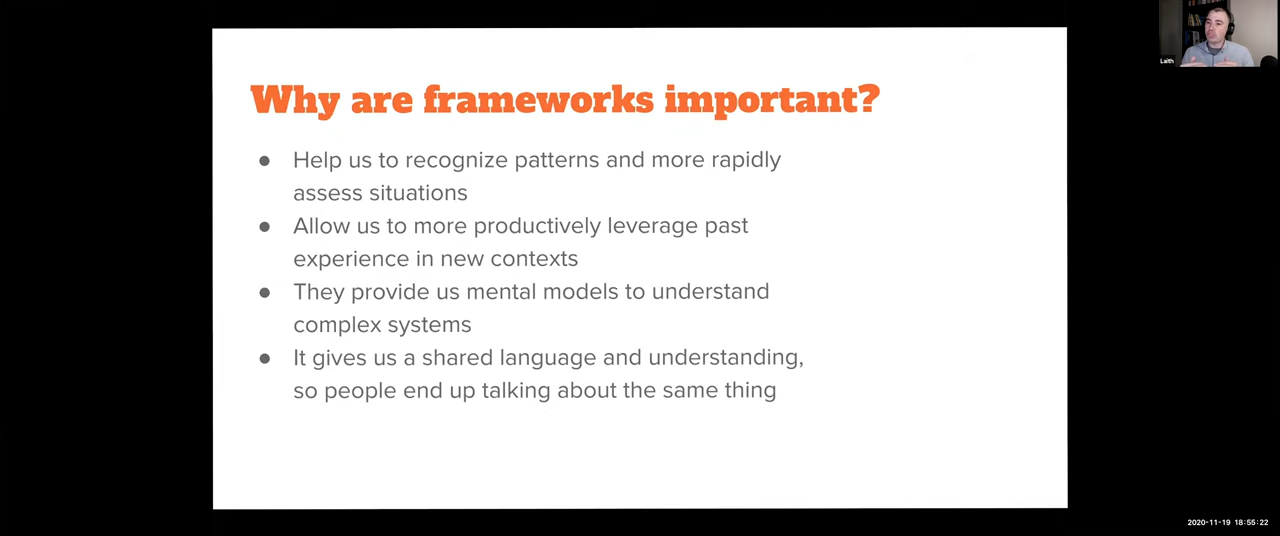 Why are frameworks important?
● Help us to recognize patterns and more rapidly
assess situations
● Allow us to more productively leverage past
experience in new contexts
● They provide us mental models to understand
complex systems
● It gives us a shared language and understanding,
so people end up talking about the same thing
Laith
2020-11-19 18:55:22